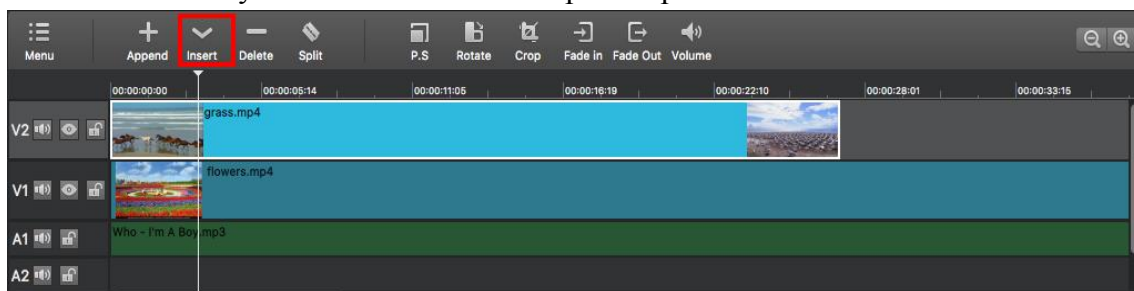 Menu Append Insert Delete Split P.S Rotate Crop Fade in Fade Out Volume
00:00:00:00 00:00:05:14 00:00:11:05 00:00:16:19 00:00:22:10 00:00:28:01 00:00:33:15
V2 grass.mp4
V1 flowers.mp4
A1 Who - I'm A Boy.mp3
A2